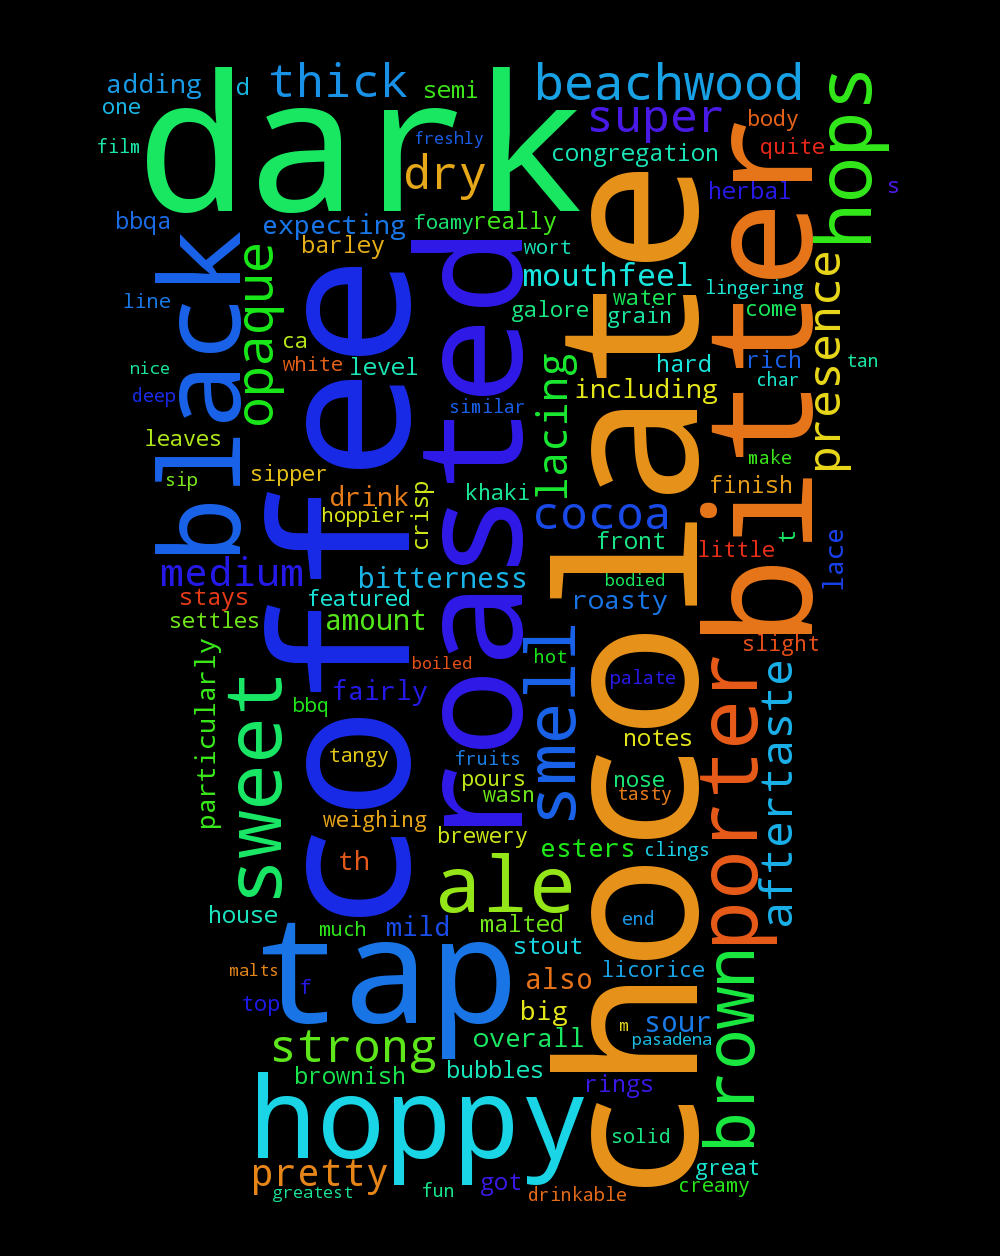 adding
d
thick
semi
beachwood
one
dark
freshly
super
body
hops
film
dry
congregation
quite
herbal
s
bbqa
expecting
foamy
really
barley
wort
bitter
black
opaque
coffee
roasted
mouthfeel
chocolate
lingering
presence
line
galore
water
grain
come
ca
white
level
lacing
hard
rich
tan
nice
char
deep
similar
including
leaves
make
sip
sipper
drink
crisp
khaki
finish
hoppier
cocoa
front
little
t
lace
medium
bitterness
bodied
stays
featured
roasty
settles
amount
slight
particularly
sweet
boiled
hot
smell
porter
aftertaste
fairly
palate
bbq
tangy
fruits
notes
pours
nose
wasn
tasty
weighing
brewery
th
esters
clings
ale
house
much
mild
malted
end
tap
stout
brown
malts
also
licorice
top
f
big
m
sour
strong
overall
pasadena
brownish
bubbles
rings
hoppy
solid
pretty
great
greatest
fun
got
drinkable
creamy